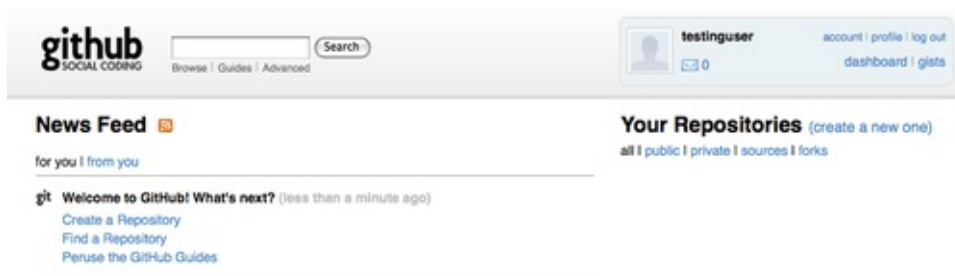 github
SOCIAL CODING
Search
Browse | Guides | Advanced
testinguser
account | profile | log out
0
dashboard | gists
News Feed
for you | from you
git Welcome to GitHub! What's next? (less than a minute ago)
Create a Repository
Find a Repository
Peruse the GitHub Guides
Your Repositories (create a new one)
all | public | private | sources | forks